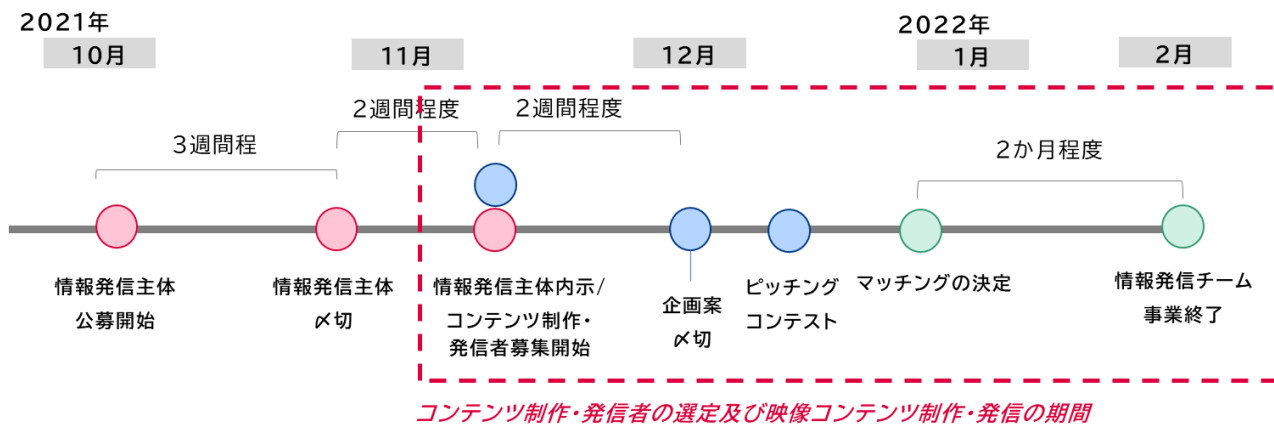 2021年
10月
11月
12月
2022年
1月
2月
3週間程
2週間程度
2週間程度
2か月程度
情報発信主体
公募開始
情報発信主体
〆切
情報発信主体内示/
コンテンツ制作・
発信者募集開始
企画案
〆切
ピッチング
コンテスト
マッチングの決定
情報発信チーム
事業終了
コンテンツ制作・発信者の選定及び映像コンテンツ制作・発信の期間